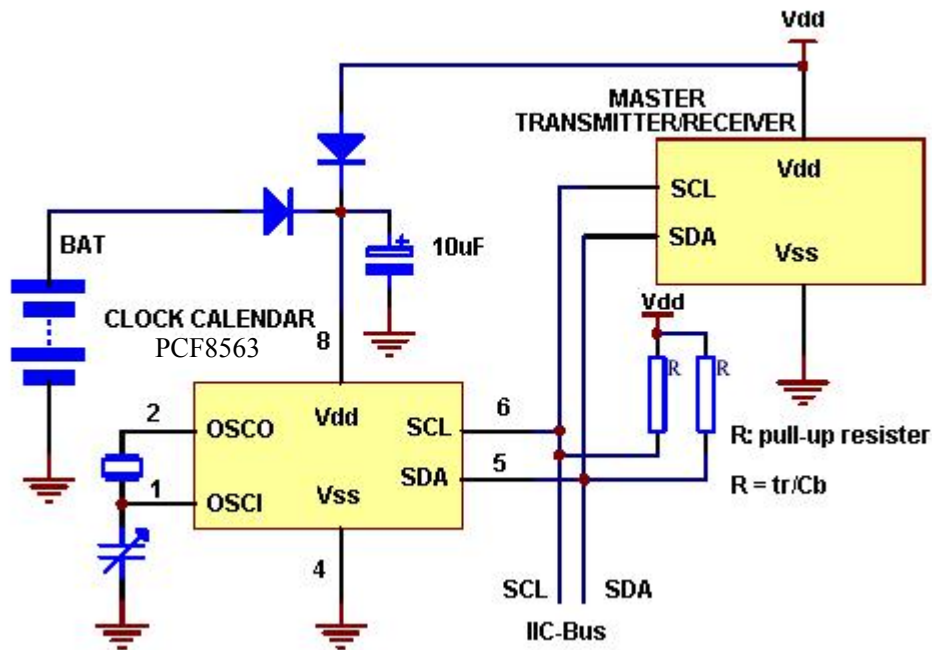 Vdd
MASTER
TRANSMITTER/RECEIVER
Vdd
SCL
SDA
Vss
BAT
+
10uF
CLOCK CALENDAR
PCF8563
8
Vdd
R
R
2
OSCO
Vdd
SCL
6
R: pull-up resister
1
OSCI
Vss
SDA
5
R = tr/Cb
4
SCL
SDA
IIC-Bus